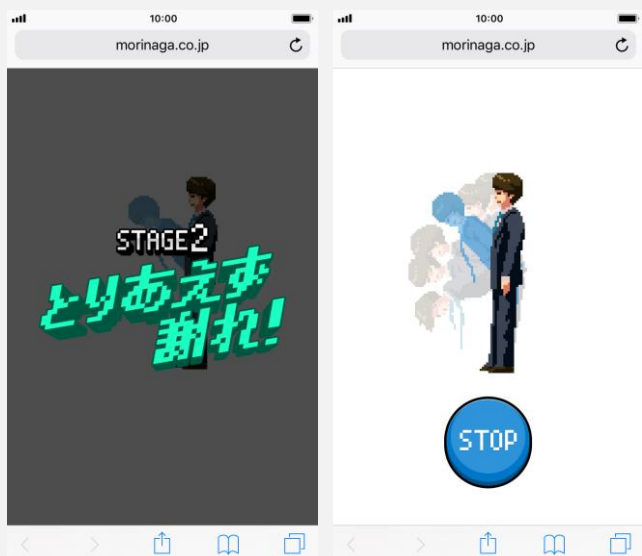 10:00
morinaga.co.jp
STAGE2
とりあえず
謝れ!
10:00
morinaga.co.jp
STOP